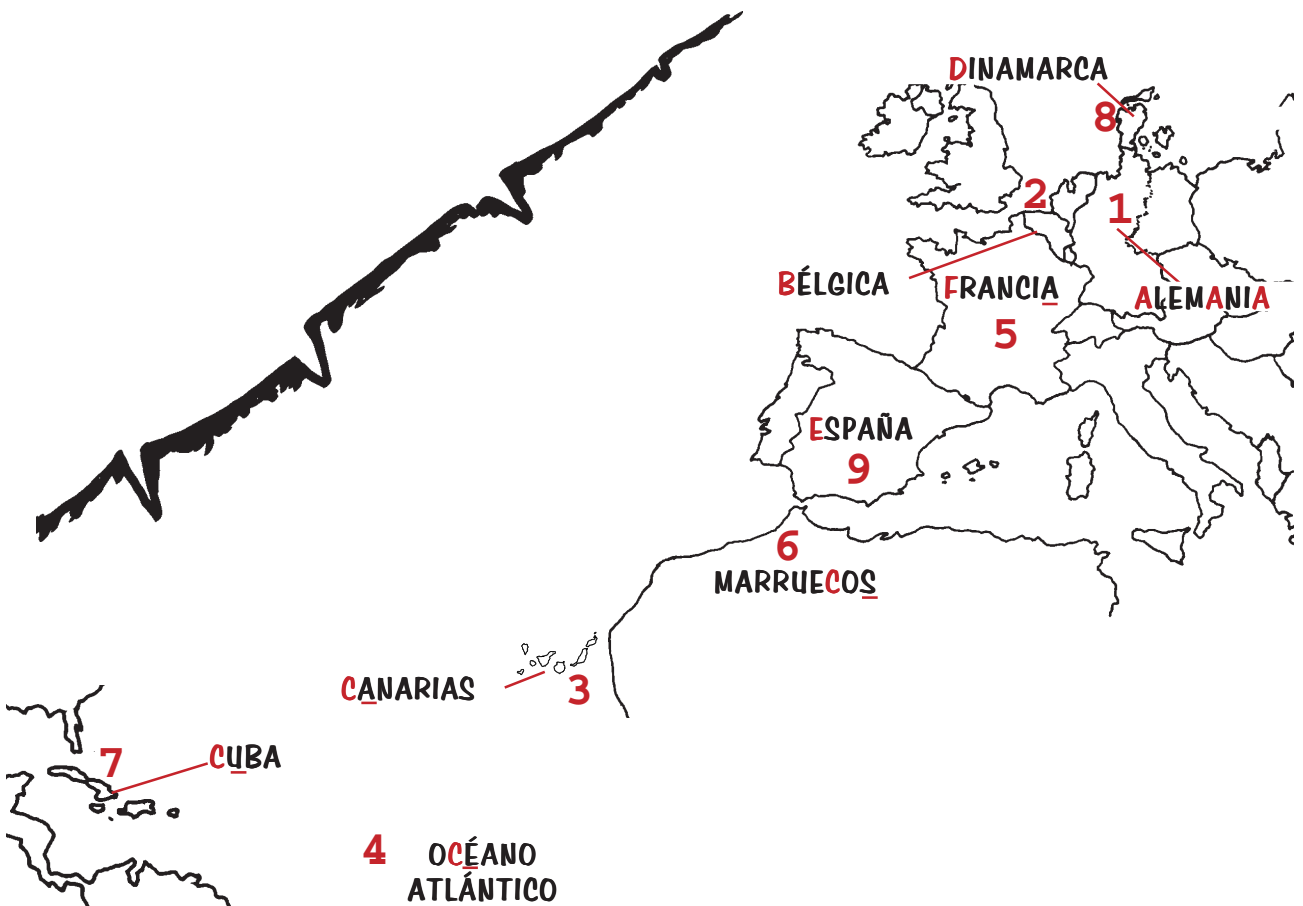 DINAMARCA
8
2
1
BÉLGICA
FRANCIA
ALEMANIA
5
ESPAÑA
9
6
MARRUECOS
CANARIAS
3
7
CUBA
4
OCÉANO
ATLÁNTICO